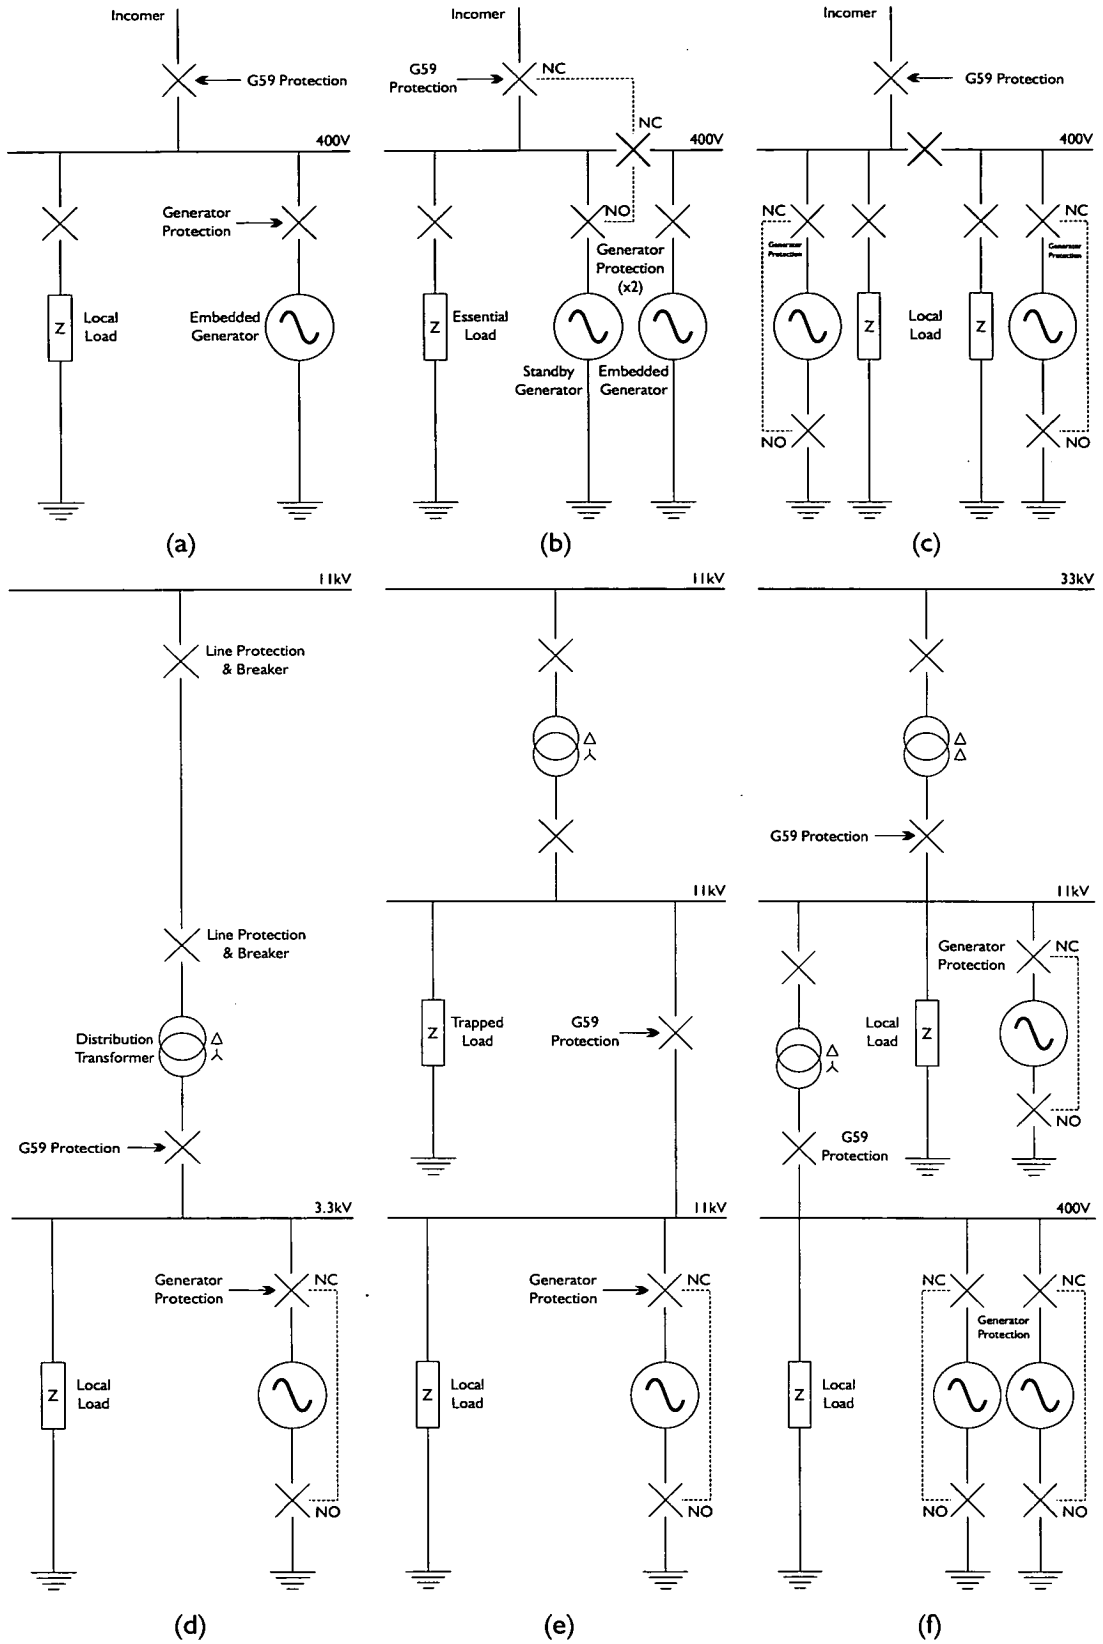 Incomer
G59 Protection
400V
Generator
Protection
Z
Local
Load
Embedded
Generator
(a)
Incomer
G59
Protection
NC
NC
400V
NO
Generator
Protection
(x2)
Z
Essential
Load
Standby
Generator
Embedded
Generator
(b)
Incomer
G59 Protection
400V
NC
Generator
Protection
NC
Generator
Protection
Z
Local
Load
Z
NO
NO
(c)
11kV
Line Protection
& Breaker
Line Protection
& Breaker
Distribution
Transformer
G59 Protection
3.3kV
Generator
Protection
NC
Z
Local
Load
NO
(d)
11kV
11kV
Z
Trapped
Load
G59
Protection
11kV
Generator
Protection
NC
Z
Local
Load
NO
(e)
33kV
G59 Protection
11kV
Generator
Protection
NC
Local
Load
Z
NO
G59
Protection
400V
NC
NC
Generator
Protection
Z
Local
Load
NO
NO
(f)